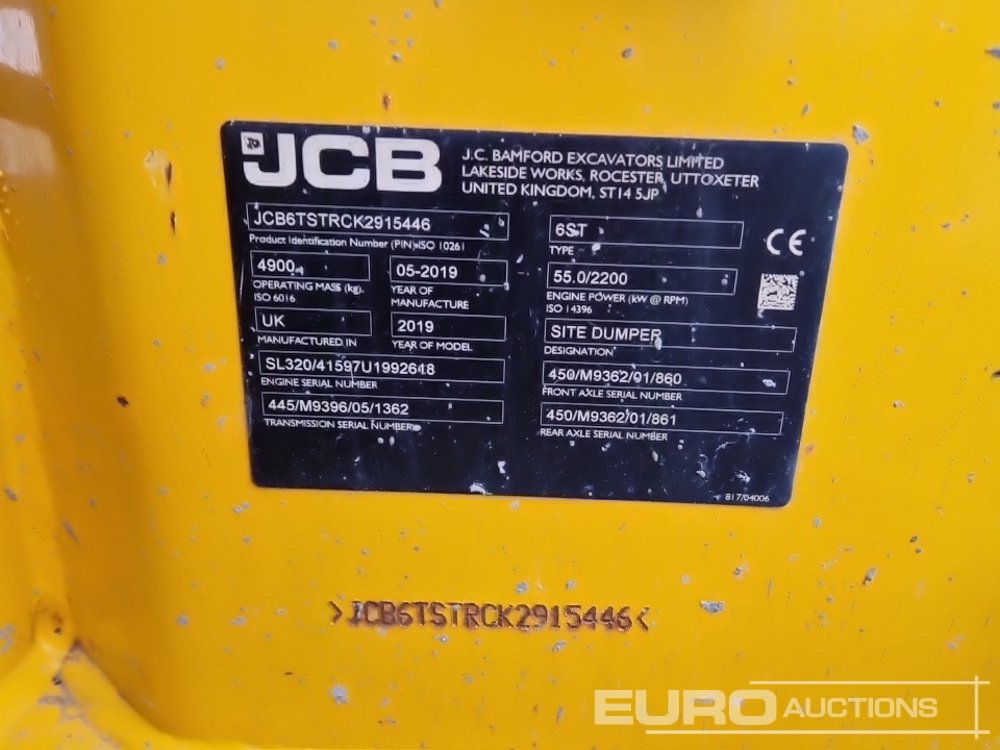 JCB
J.C. BAMFORD EXCAVATORS LIMITED
LAKESIDE WORKS, ROCESTER, UTTOXETER
UNITED KINGDOM, ST14 5JP
JCB6TSTRCK2915446
Product Identification Number (PIN) ISO 10261
6ST
TYPE
CE
4900
OPERATING MASS (kg)
ISO 6016
05-2019
YEAR OF
MANUFACTURE
55.0/2200
ENGINE POWER (kW @ RPM)
ISO 14396
UK
MANUFACTURED IN
2019
YEAR OF MODEL
SITE DUMPER
DESIGNATION
SL320/41597U1992618
ENGINE SERIAL NUMBER
450/M9362/01/860
FRONT AXLE SERIAL NUMBER
445/M9396/05/1362
TRANSMISSION SERIAL NUMBER
450/M9362/01/861
REAR AXLE SERIAL NUMBER
817/04006
>JCB6TSTRCK2915446<
EURO AUCTIONS